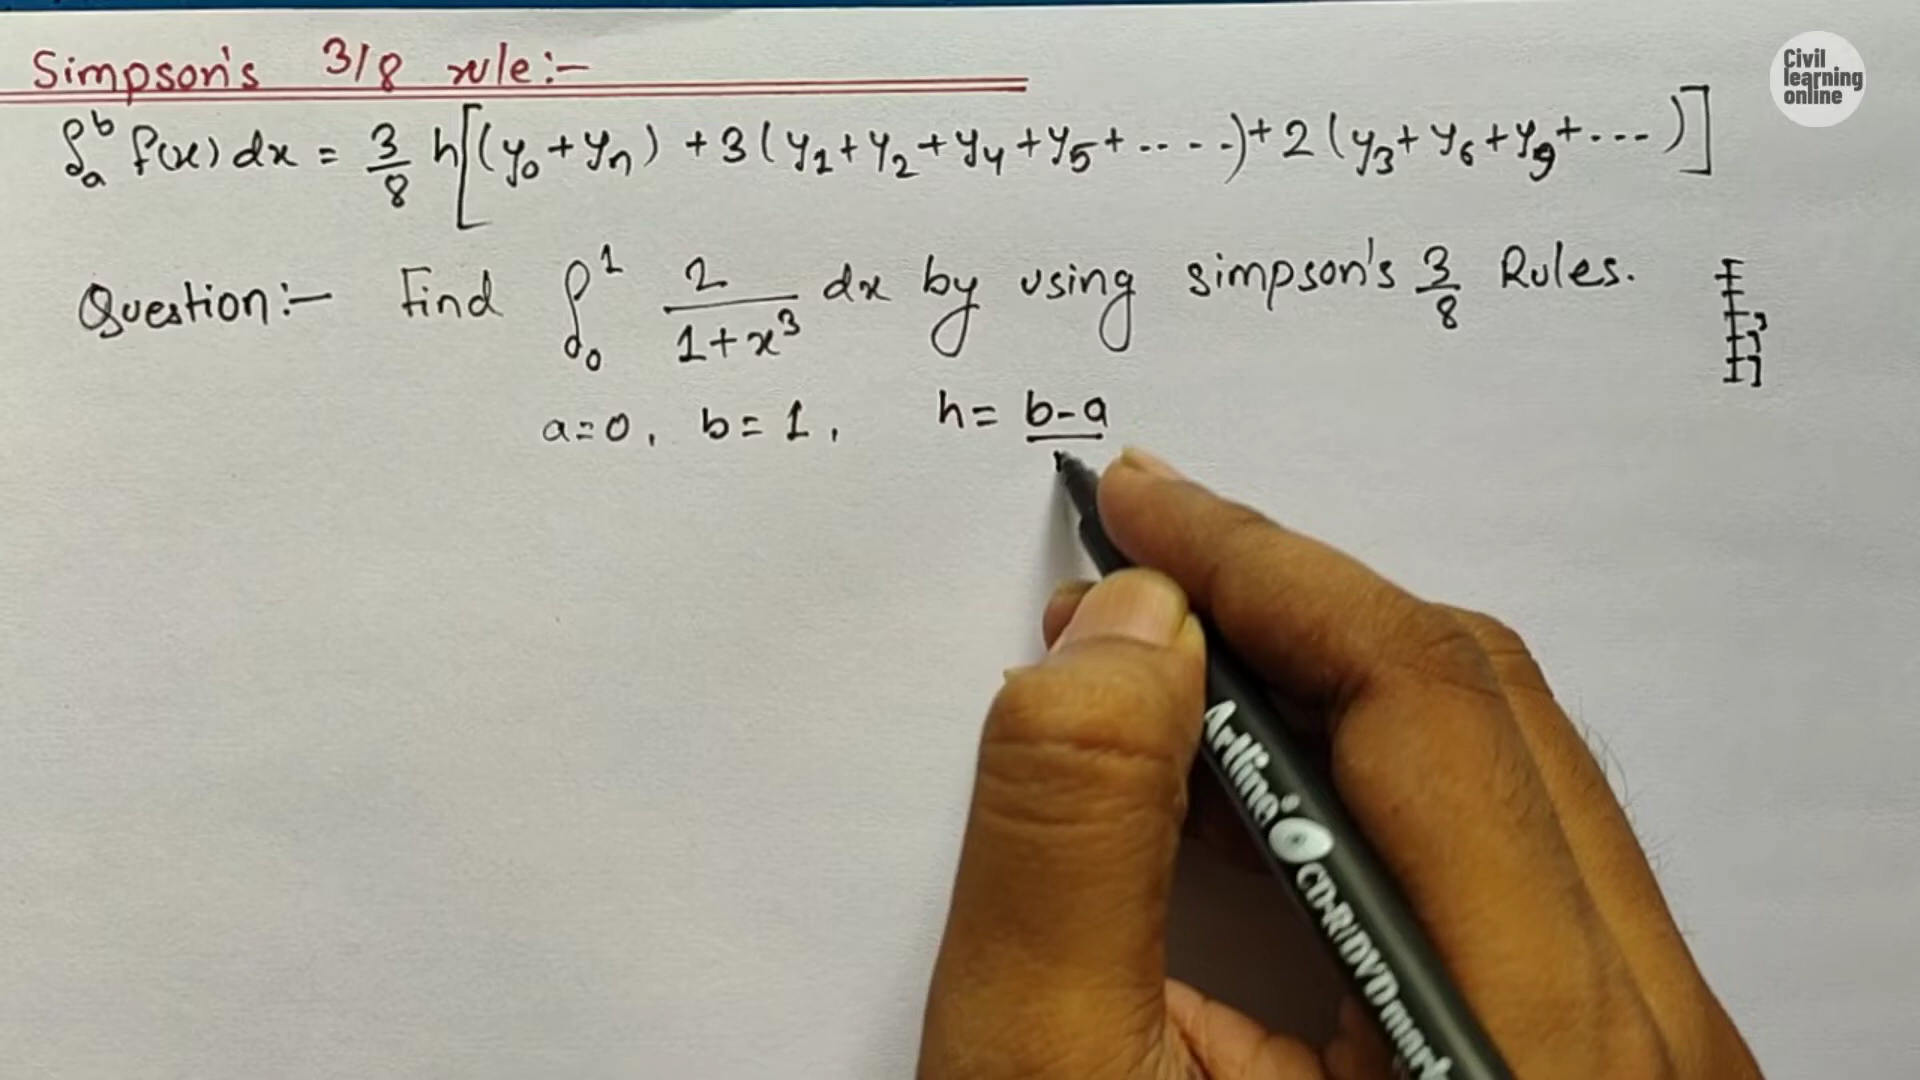 Simpson's 3/8 rule:-
Civil learning online
∫ₐᵇ f(x) dx = 3/8 h[(y₀+yₙ) +3(y₁+y₂+y₄+y₅+.....)+2(y₃+y₆+y₉+...)]
Question:- Find ∫₀¹ 2/(1+x³) dx by using simpson's 3/8 Rules.
a=0, b=1, h= b-a
Artline CD-R/DVD mark